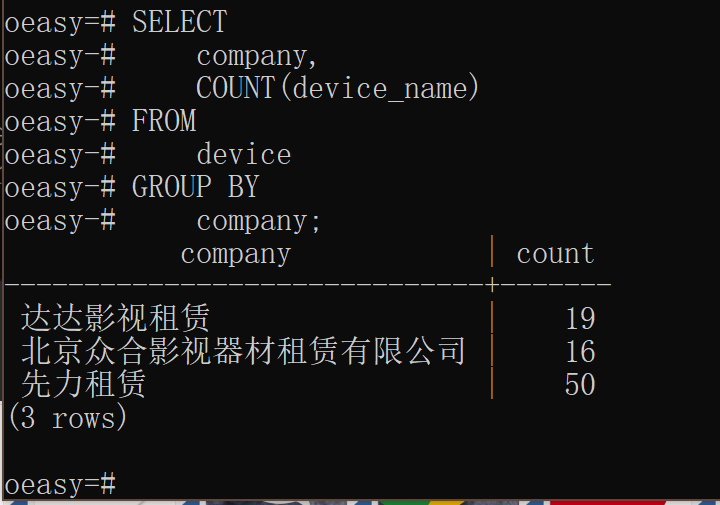 oeasy=# SELECT
oeasy-#     company,
oeasy-#     COUNT(device_name)
oeasy-# FROM
oeasy-#     device
oeasy-# GROUP BY
oeasy-#     company;
           company            | count
------------------------------+-------
 达达影视租赁                 |    19
 北京众合影视器材租赁有限公司 |    16
 先力租赁                     |    50
(3 rows)

oeasy=#